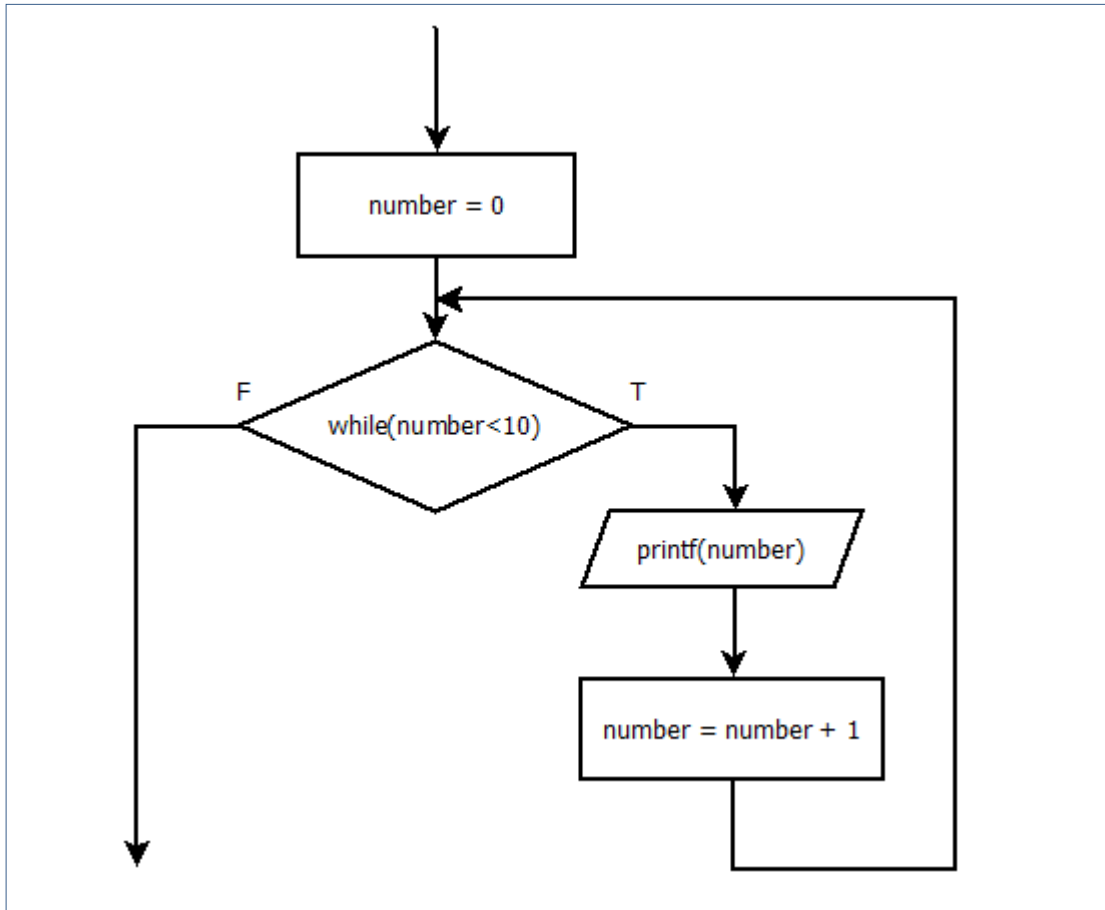 number = 0
F
T
while(number<10)
printf(number)
number = number + 1